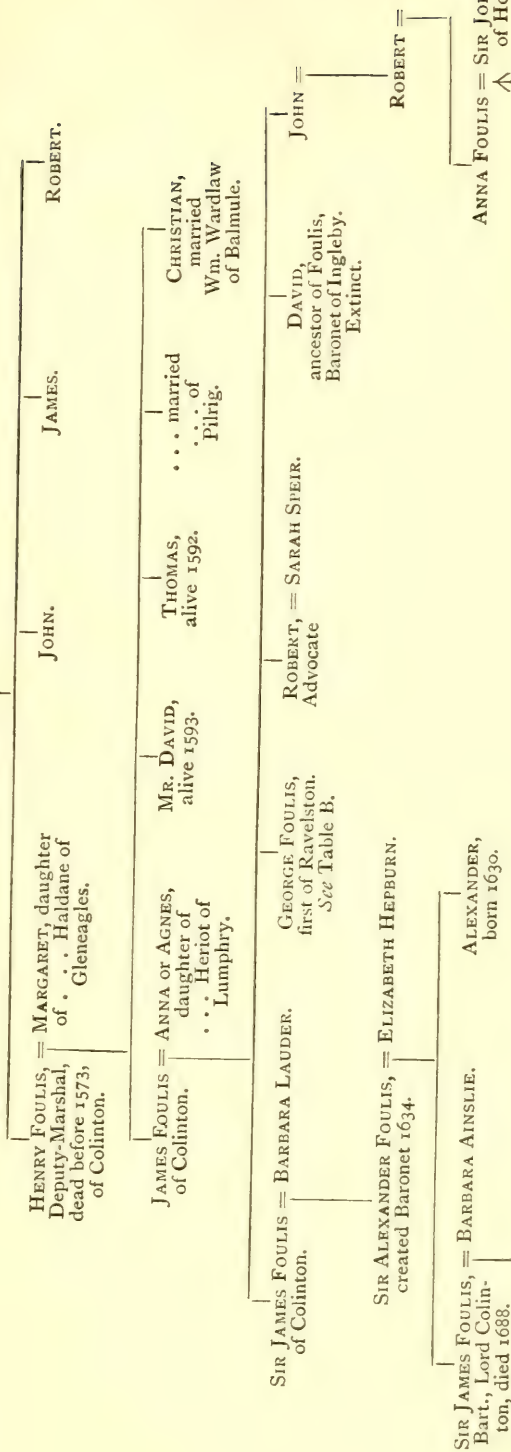 HENRY FOULIS, = MARGARET, daughter
Deputy-Marshal, of . . . Haldane of
dead before 1573, Gleneagles.
of Colinton.
JOHN.
JAMES.
ROBERT.
JAMES FOULIS = ANNA or AGNES,
of Colinton. daughter of
. . . Heriot of
Lumphry.
MR. DAVID,
alive 1593.
THOMAS,
alive 1592.
. . . married
. . . of
Pilrig.
CHRISTIAN,
married
Wm. Wardlaw
of Balmule.
SIR JAMES FOULIS = BARBARA LAUDER.
of Colinton.
GEORGE FOULIS,
first of Ravelston.
See Table B.
ROBERT, = SARAH SPEIR.
Advocate
DAVID,
ancestor of Foulis,
Baronet of Ingleby.
Extinct.
JOHN =
SIR ALEXANDER FOULIS, = ELIZABETH HEPBURN.
created Baronet 1634.
ROBERT =
SIR JAMES FOULIS, = BARBARA AINSLIE.
Bart., Lord Colin-
ton, died 1688.
ALEXANDER,
born 1630.
ANNA FOULIS = SIR
of